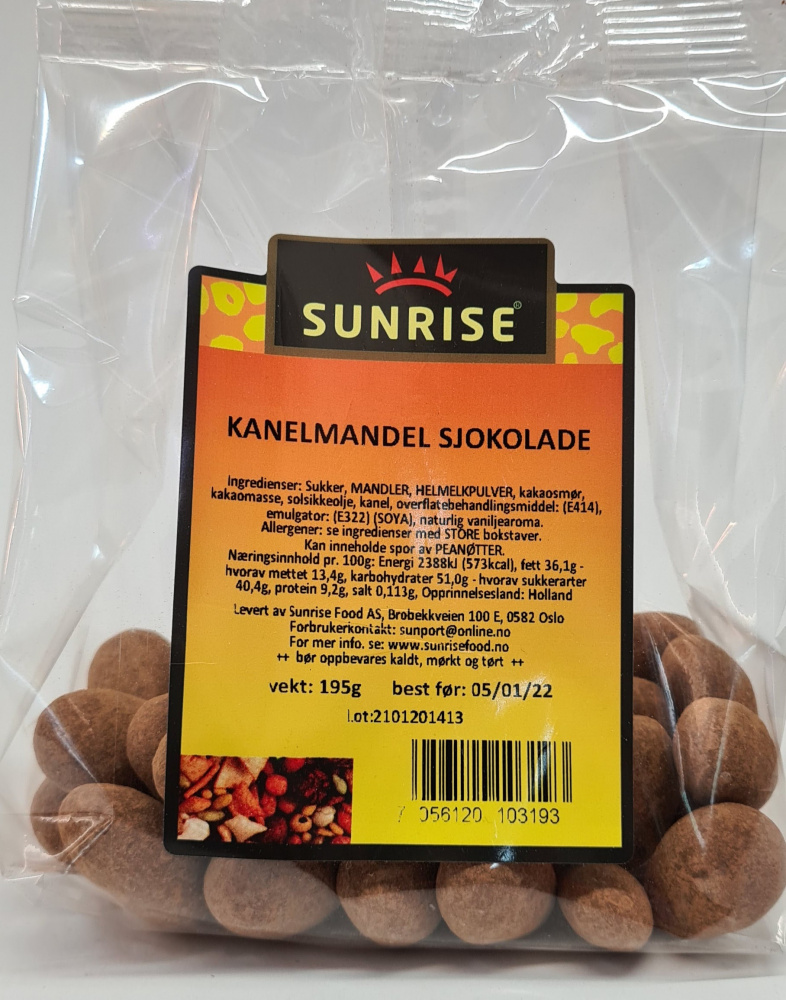 SUNRISE®
KANELMANDEL SJOKOLADE
Ingredienser: Sukker, MANDLER, HELMELKPULVER, kakaosmør,
kakaomasse, solsikkeolje, kanel, overflatebehandlingsmiddel: (E414),
emulgator: (E322) (SOYA), naturlig vaniljearoma.
Allergener: se ingredienser med STORE bokstaver.
Kan inneholde spor av PEANØTTER.
Næringsinnhold pr. 100g: Energi 2388kJ (573kcal), fett 36,1g -
hvorav mettet 13,4g, karbohydrater 51,0g - hvorav sukkerarter
40,4g, protein 9,2g, salt 0,113g, Opprinnelsesland: Holland
Levert av Sunrise Food AS, Brobekkveien 100 E, 0582 Oslo
Forbrukerkontakt: sunport@online.no
For mer info. se: www.sunrisefood.no
++ bør oppbevares kaldt, mørkt og tørt ++
vekt: 195g best før: 05/01/22
Lot:2101201413
7 056120 103193